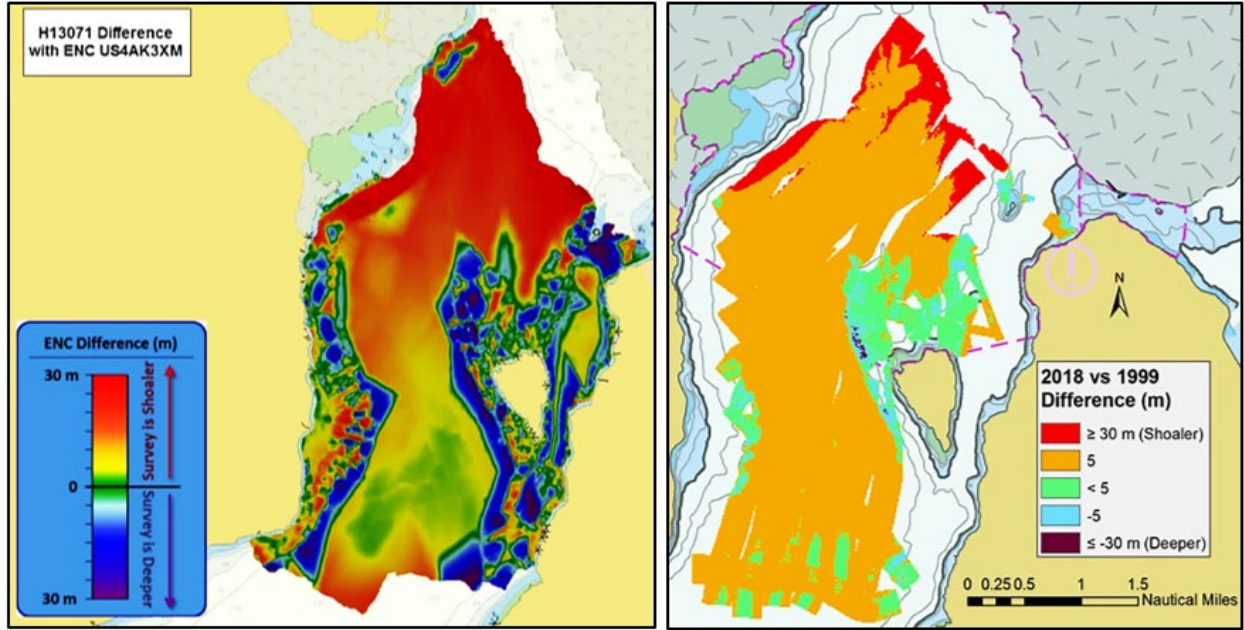 H13071 Difference
with ENC US4AK3XM
ENC Difference (m)
30 m
0
30 m
Survey is Shoaler
Survey is Deeper
N
2018 vs 1999
Difference (m)
≥ 30 m (Shoaler)
5
< 5
-5
≤ -30 m (Deeper)
0 0.25 0.5 1 1.5
Nautical Miles